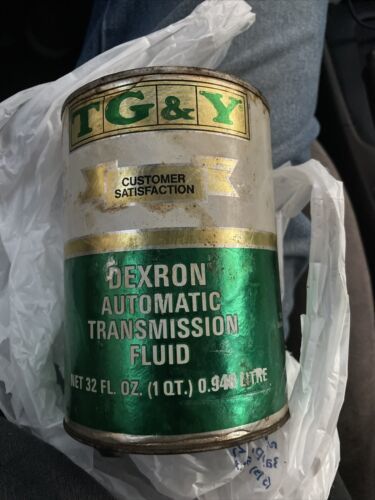 TG&Y
CUSTOMER
SATISFACTION
DEXRON
AUTOMATIC
TRANSMISSION
FLUID
NET 32 FL. OZ. (1 QT.) 0.946 LITRE